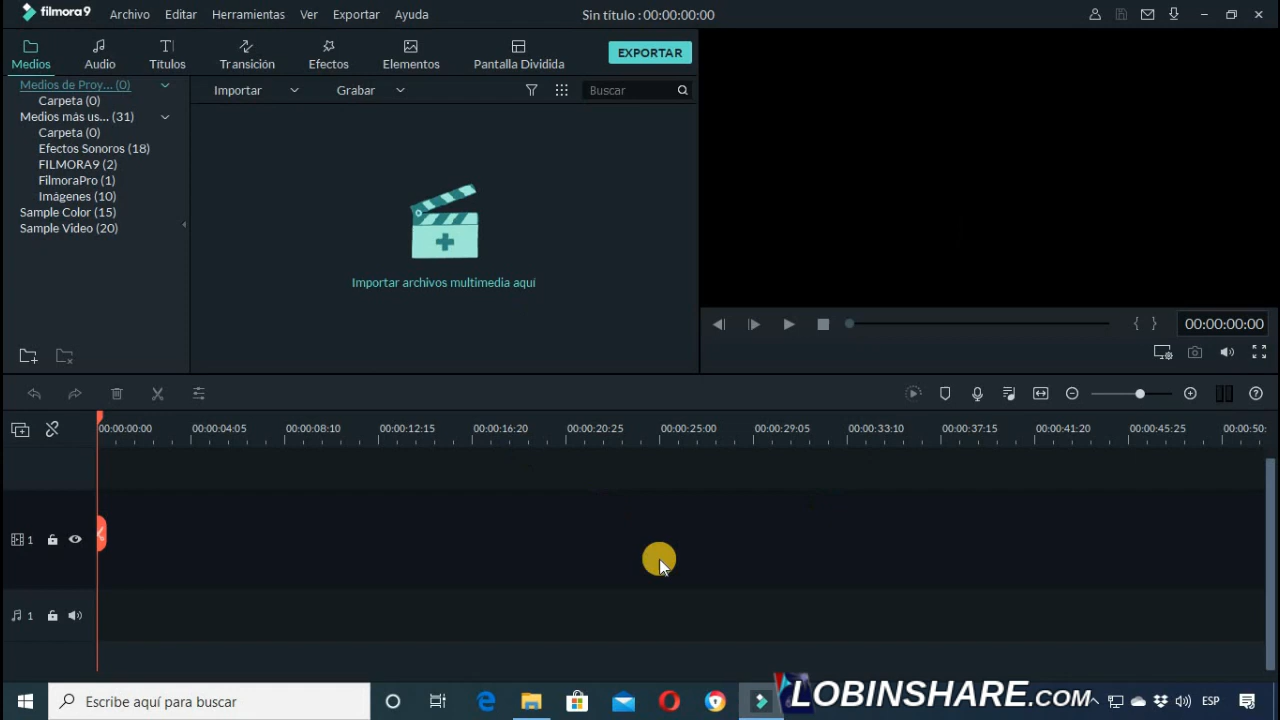 filmora9 Archivo Editar Herramientas Ver Exportar Ayuda Sin título : 00:00:00:00
Medios Audio Títulos Transición Efectos Elementos Pantalla Dividida EXPORTAR
Medios de Proy... (0) Importar Grabar Buscar
Carpeta (0)
Medios más us... (31)
Carpeta (0)
Efectos Sonoros (18)
FILMORA9 (2)
FilmoraPro (1)
Imágenes (10)
Sample Color (15)
Sample Video (20)
Importar archivos multimedia aquí
{ } 00:00:00:00
00:00:00:00 00:00:04:05 00:00:08:10 00:00:12:15 00:00:16:20 00:00:20:25 00:00:25:00 00:00:29:05 00:00:33:10 00:00:37:15 00:00:41:20 00:00:45:25 00:00:50:
1
1
Escribe aquí para buscar LOBINSHARE.COM ESP